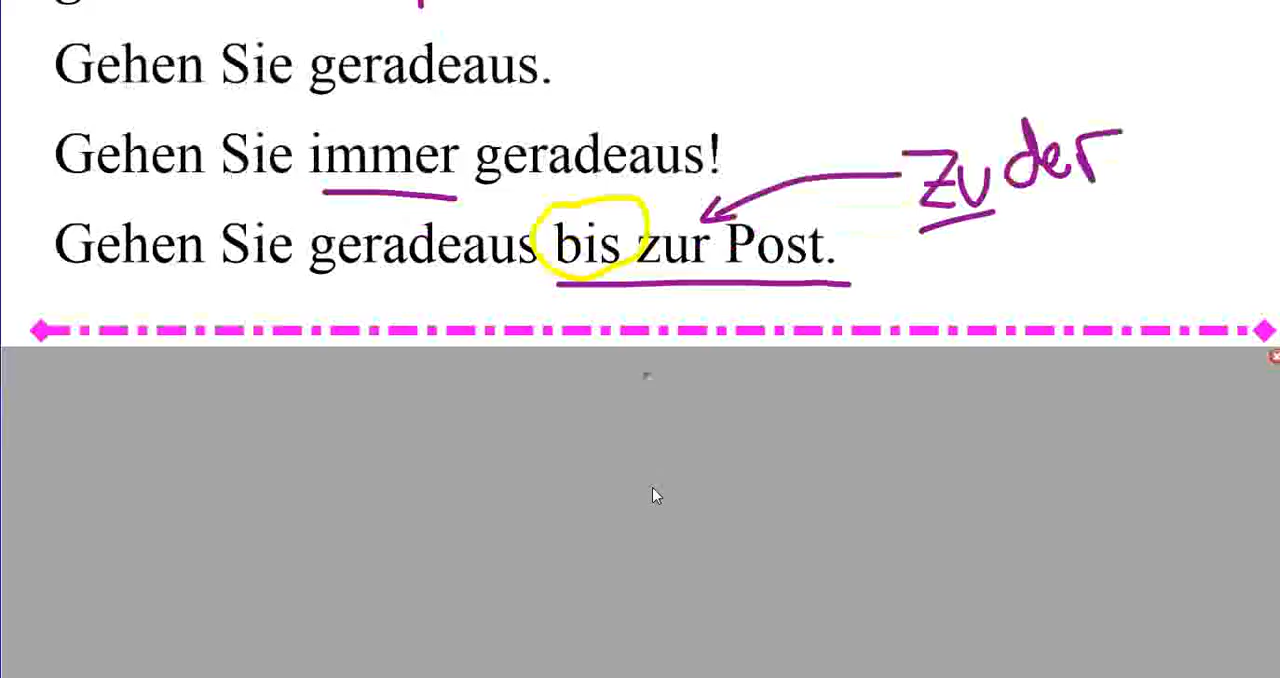 Gehen Sie geradeaus.
Gehen Sie immer geradeaus!
zu der
Gehen Sie geradeaus bis zur Post.